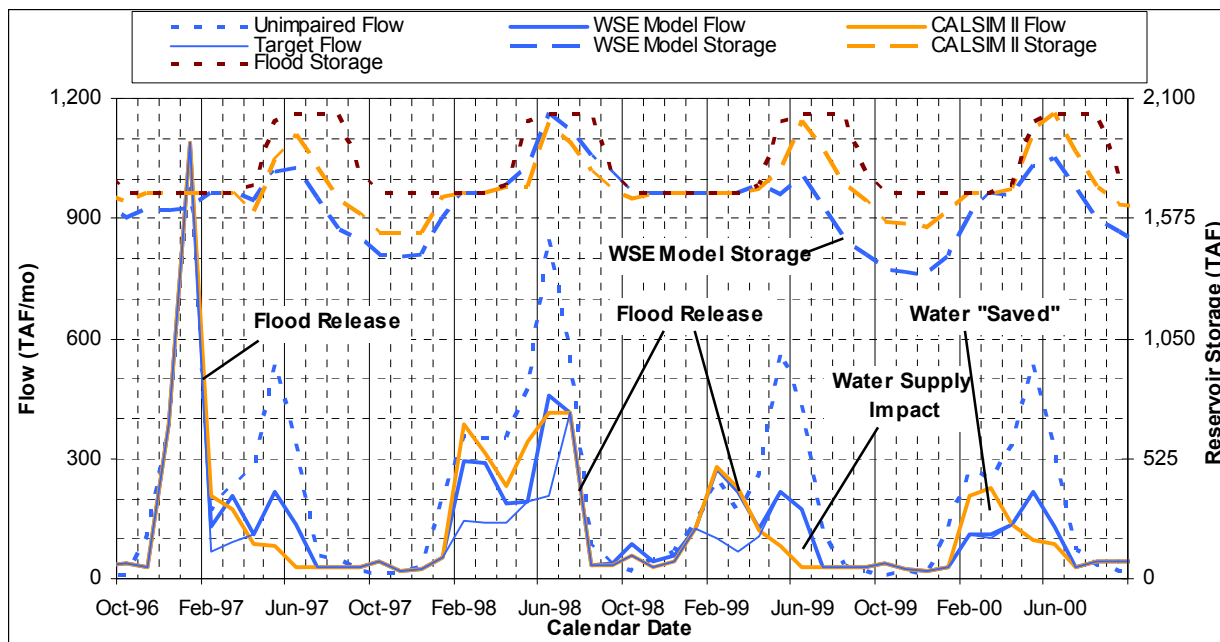 Unimpaired Flow WSE Model Flow CALSIM II Flow
Target Flow WSE Model Storage CALSIM II Storage
Flood Storage
1,200
900
600
300
0
Flow (TAF/mo)
2,100
1,575
1,050
525
0
Reservoir Storage (TAF)
WSE Model Storage
Flood Release
Flood Release
Water "Saved"
Water Supply
Impact
Oct-96 Feb-97 Jun-97 Oct-97 Feb-98 Jun-98 Oct-98 Feb-99 Jun-99 Oct-99 Feb-00 Jun-00
Calendar Date